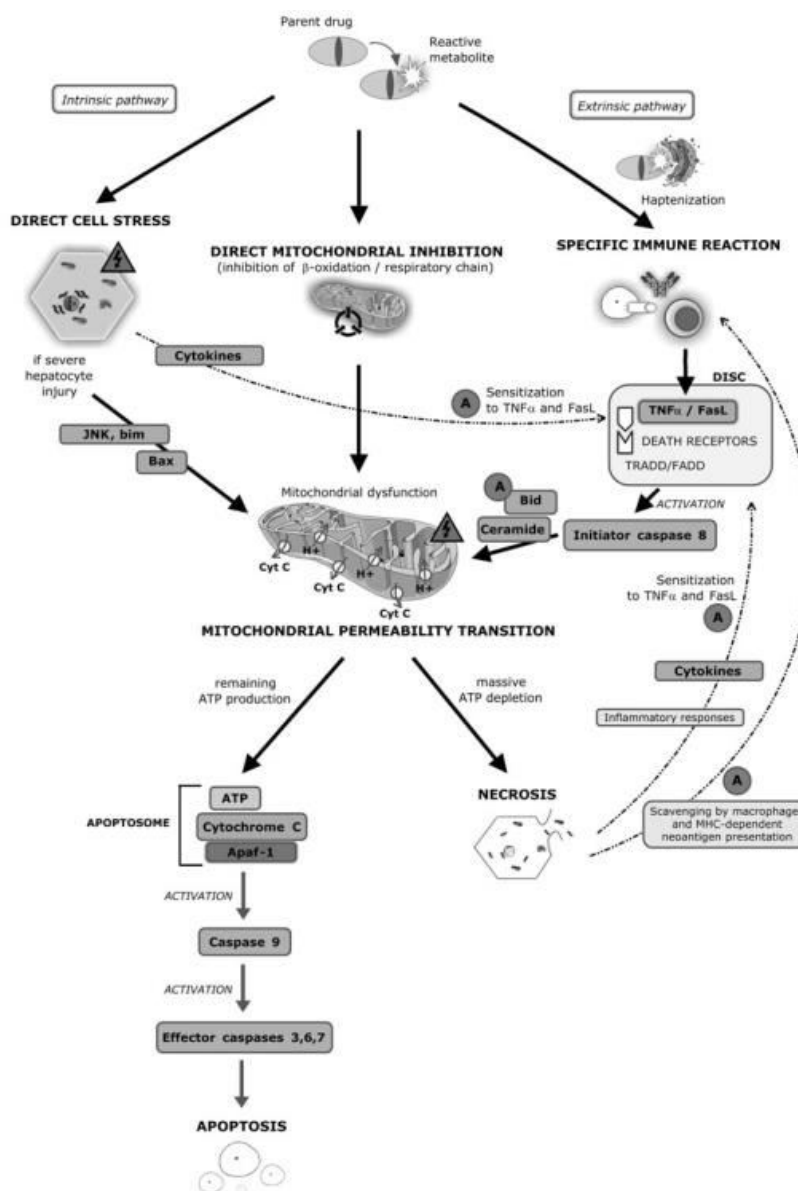 Parent drug
Reactive
metabolite
Intrinsic pathway
Extrinsic pathway
Haptenization
DIRECT CELL STRESS
DIRECT MITOCHONDRIAL INHIBITION
(inhibition of β-oxidation / respiratory chain)
SPECIFIC IMMUNE REACTION
if severe
hepatocyte
injury
Cytokines
A
Sensitization
to TNFα and FasL
DISC
TNFα / FasL
DEATH RECEPTORS
TRADD/FADD
JNK, bim
Bax
Mitochondrial dysfunction
A
Bid
Ceramide
ACTIVATION
Initiator caspase 8
Cyt C
H+
Cyt C
H+
H+
Cyt C
MITOCHONDRIAL PERMEABILITY TRANSITION
Sensitization
to TNFα and FasL
A
remaining
ATP production
massive
ATP depletion
Cytokines
Inflammatory responses
A
Scavenging by macrophage
and MHC-dependent
neoantigen presentation
NECROSIS
APOPTOSOME
ATP
Cytochrome C
Apaf-1
ACTIVATION
Caspase 9
ACTIVATION
Effector caspases 3,6,7
APOPTOSIS